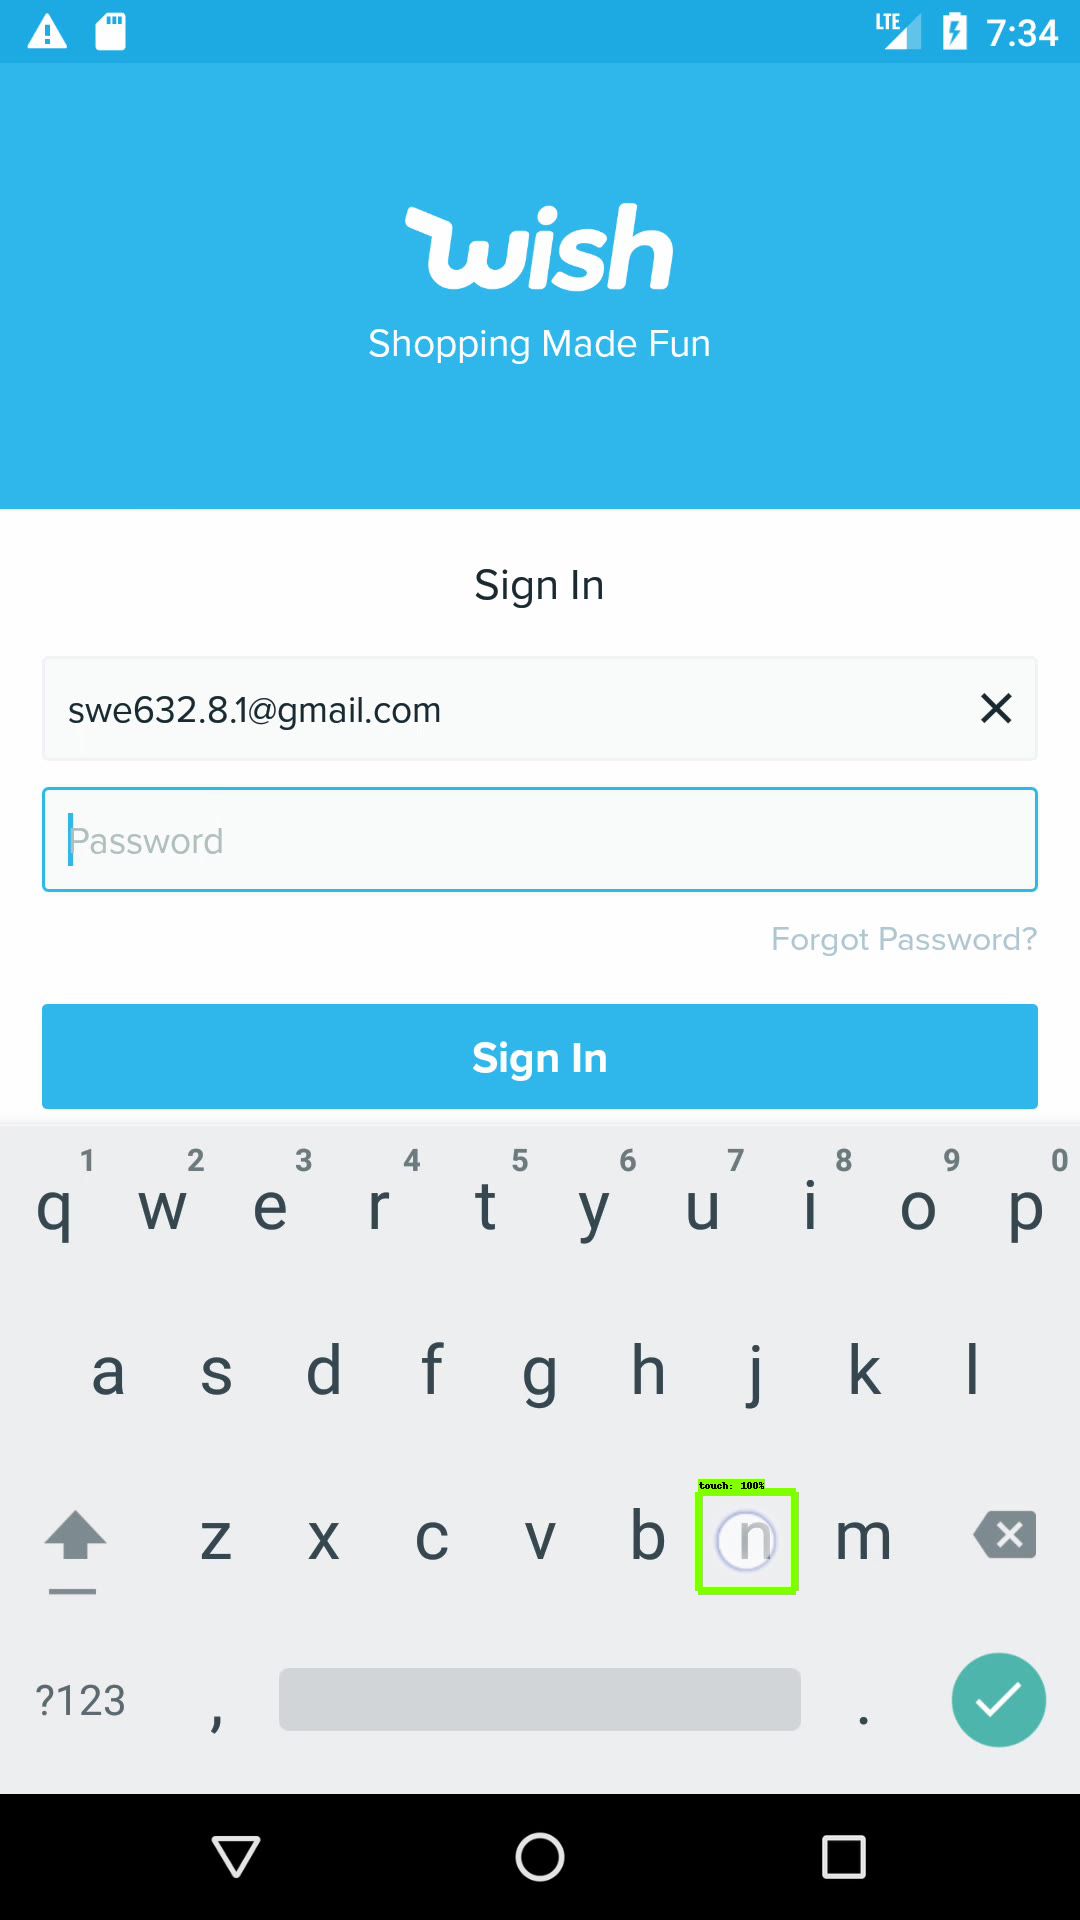 LTE 7:34
wish
Shopping Made Fun
Sign In
swe632.8.1@gmail.com
Password
Forgot Password?
Sign In
1 2 3 4 5 6 7 8 9 0
q w e r t y u i o p
a s d f g h j k l
touch: 100%
z x c v b n m
?123 , .